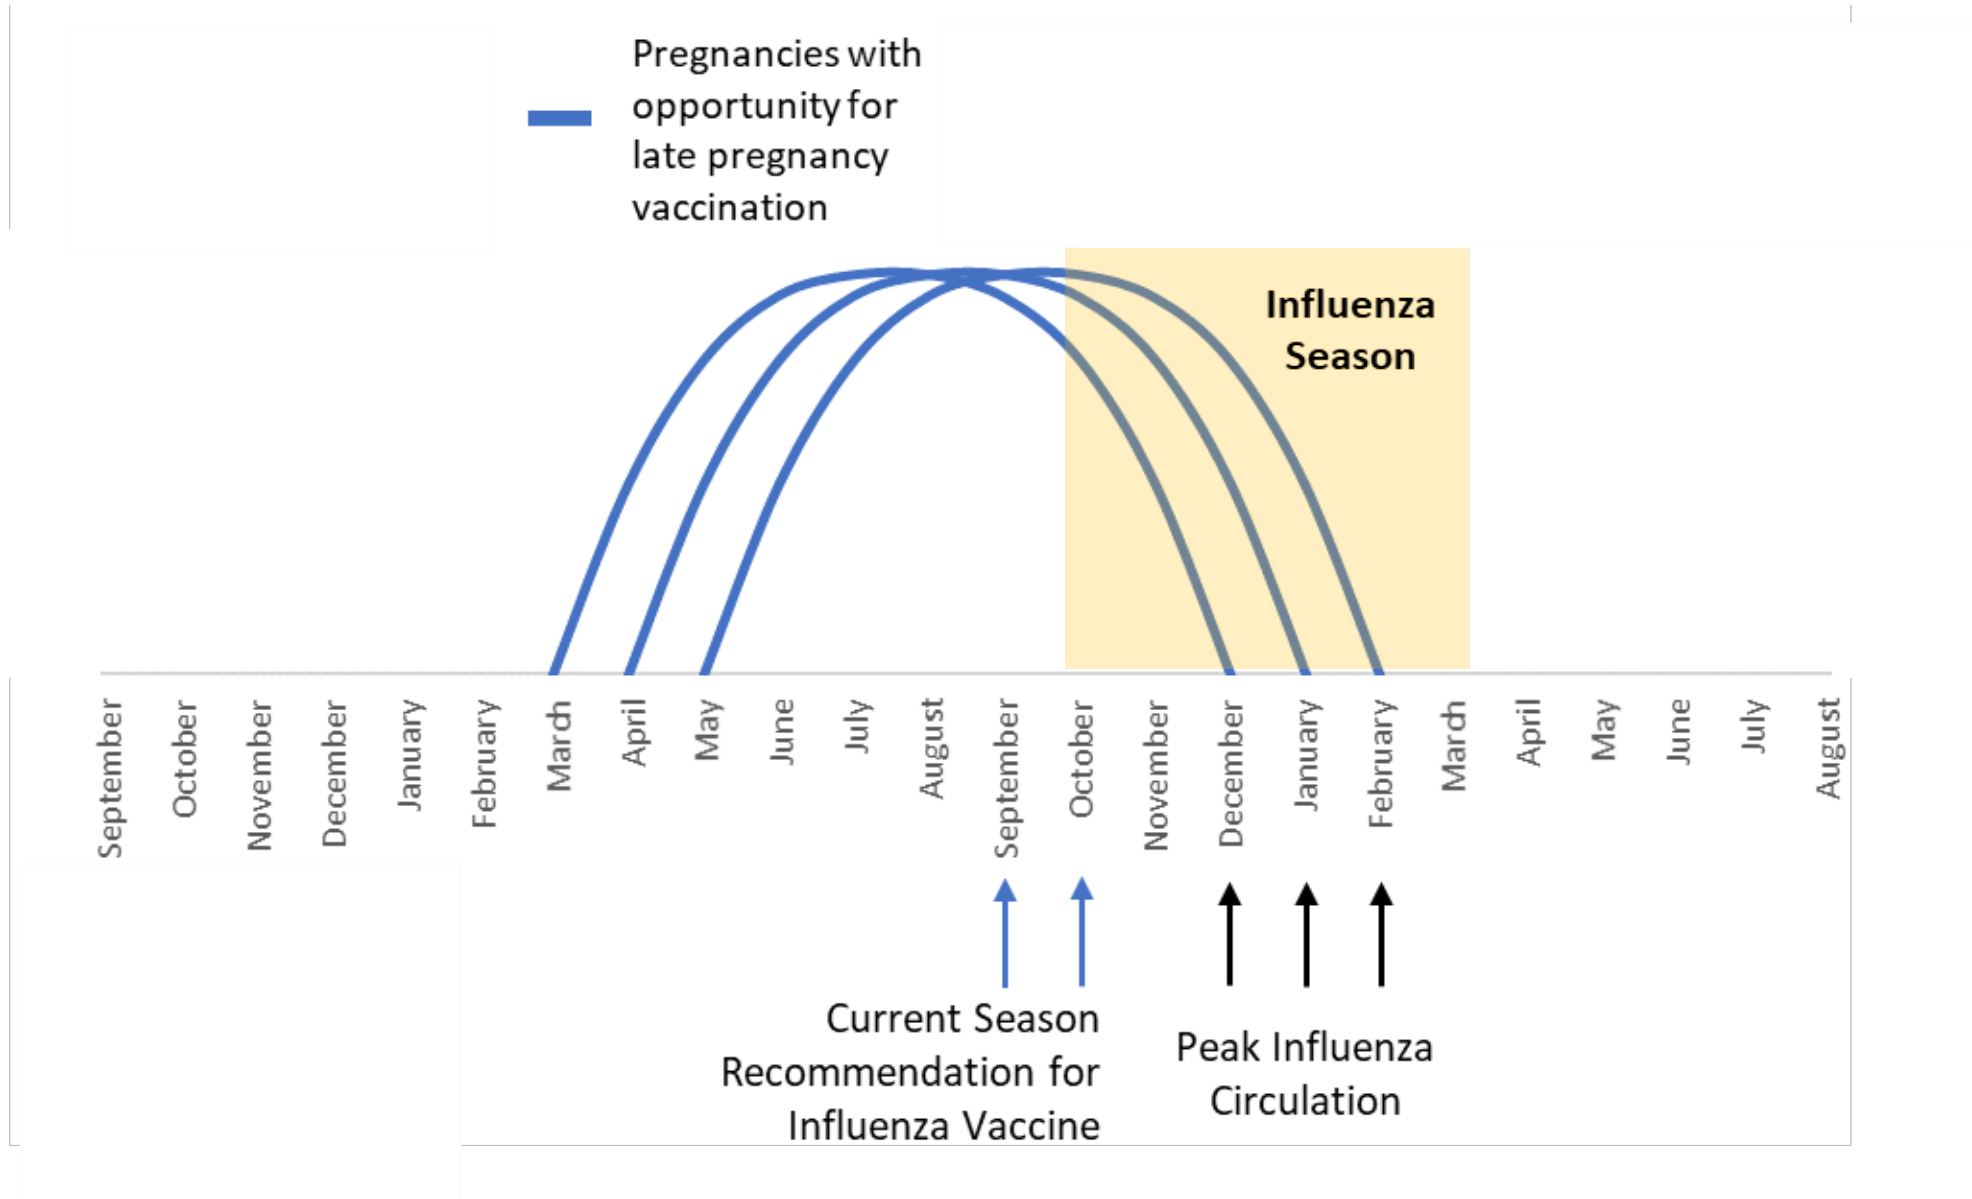 Pregnancies with
opportunity for
late pregnancy
vaccination
Influenza
Season
September
October
November
December
January
February
March
April
May
June
July
August
September
October
November
December
January
February
March
April
May
June
July
August
Current Season
Recommendation for
Influenza Vaccine
Peak Influenza
Circulation